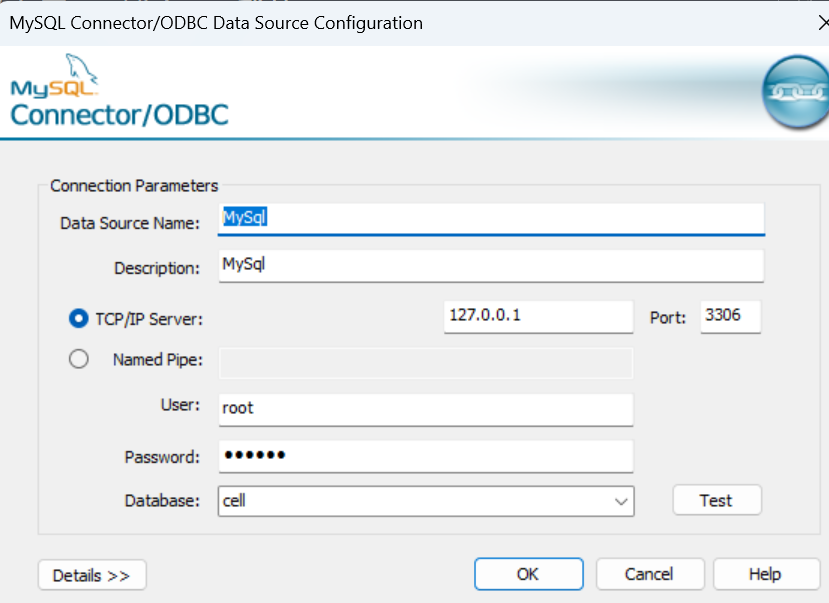 MySQL Connector/ODBC Data Source Configuration
MySQL
Connector/ODBC
Connection Parameters
Data Source Name: MySql
Description: MySql
TCP/IP Server: 127.0.0.1 Port: 3306
Named Pipe:
User: root
Password: ••••••
Database: cell Test
Details >> OK Cancel Help